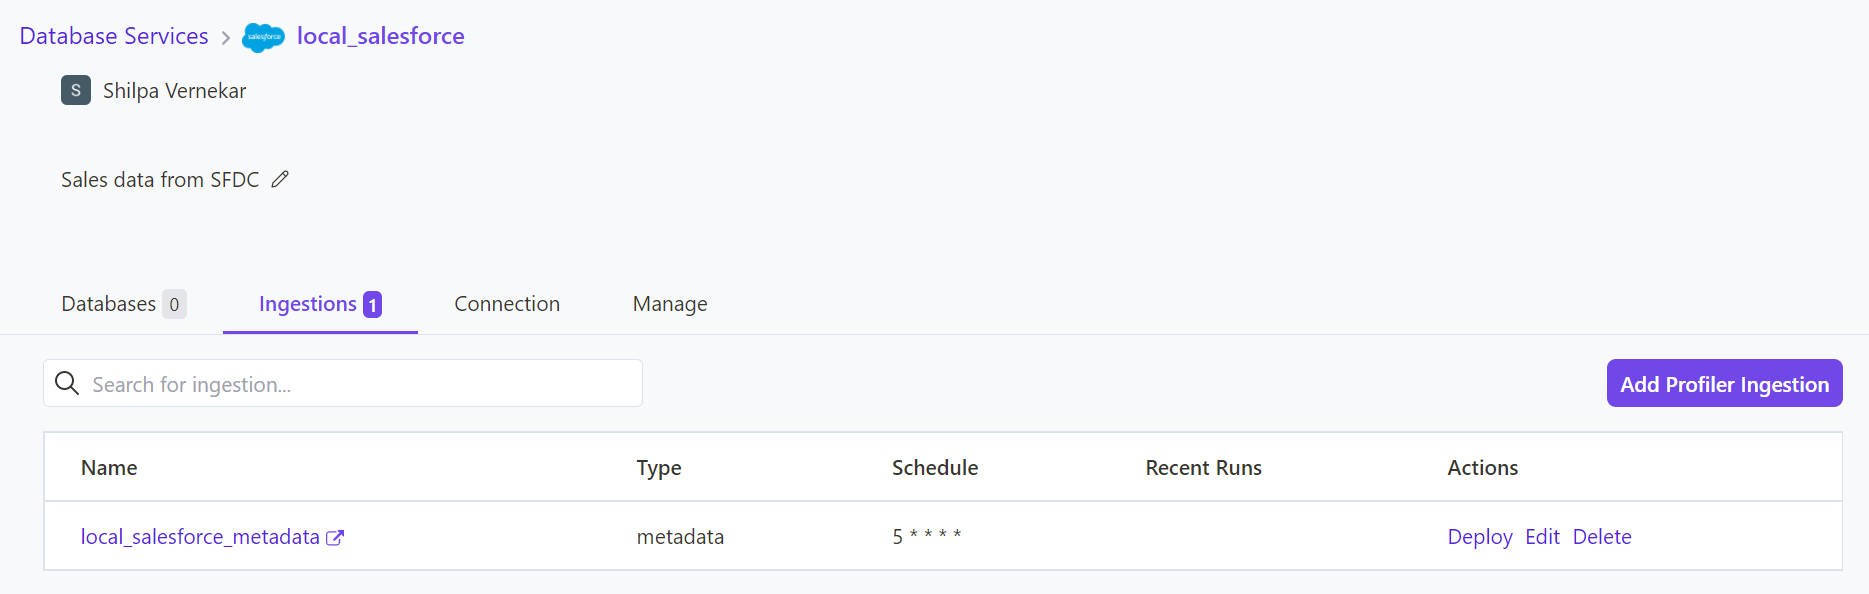 Database Services > salesforce local_salesforce
S Shilpa Vernekar
Sales data from SFDC
Databases 0 Ingestions 1 Connection Manage
Search for ingestion... Add Profiler Ingestion
Name Type Schedule Recent Runs Actions
local_salesforce_metadata metadata 5 * * * * Deploy Edit Delete